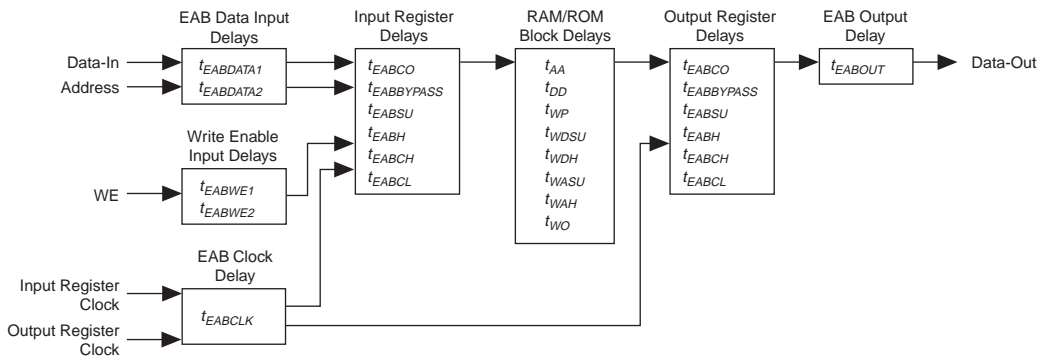 EAB Data Input
Delays
Data-In
Address
tEABDATA1
tEABDATA2
Write Enable
Input Delays
WE
tEABWE1
tEABWE2
EAB Clock
Delay
Input Register
Clock
Output Register
Clock
tEABCLK
Input Register
Delays
tEABCO
tEABBYPASS
tEABSU
tEABH
tEABCH
tEABCL
RAM/ROM
Block Delays
tAA
tDD
tWP
tWDSU
tWDH
tWASU
tWAH
tWO
Output Register
Delays
tEABCO
tEABBYPASS
tEABSU
tEABH
tEABCH
tEABCL
EAB Output
Delay
tEABOUT
Data-Out